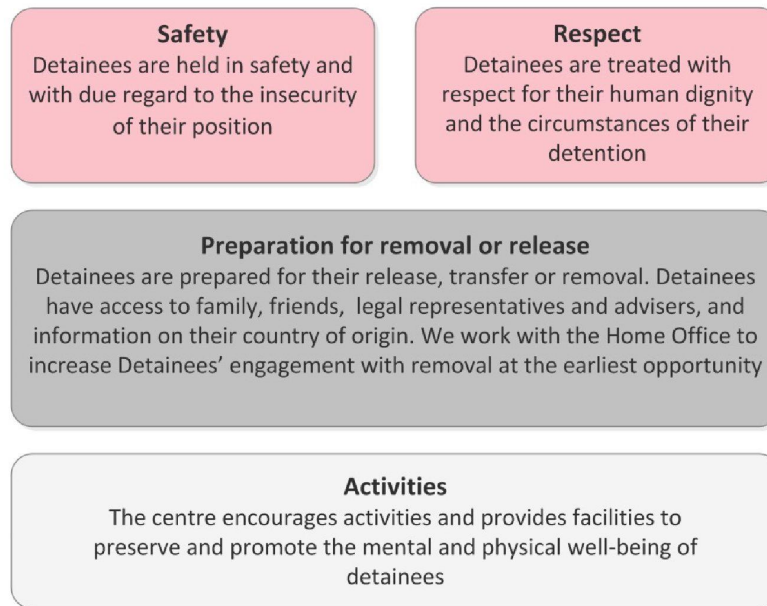 Safety
Detainees are held in safety and
with due regard to the insecurity
of their position
Respect
Detainees are treated with
respect for their human dignity
and the circumstances of their
detention
Preparation for removal or release
Detainees are prepared for their release, transfer or removal. Detainees
have access to family, friends, legal representatives and advisers, and
information on their country of origin. We work with the Home Office to
increase Detainees’ engagement with removal at the earliest opportunity
Activities
The centre encourages activities and provides facilities to
preserve and promote the mental and physical well-being of
detainees